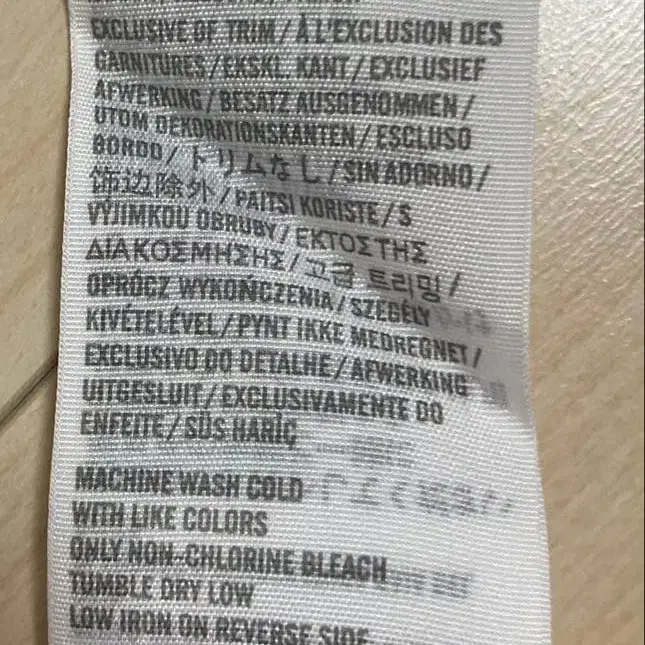 EXCLUSIVE OF TRIM/À L'EXCLUSION DES
GARNITURES/EKSKL. KANT/EXCLUSIEF
AFWERKING/BESATZ AUSGENOMMEN/
UTOM DEKORATIONSKANTEN/ESCLUSO
BORDO/トリムなし/SIN ADORNO/
饰边除外/PAITSI KORISTE/S
VÝJIMKOU OBRUBY/ΕΚΤΟΣ ΤΗΣ
ΔΙΑΚΟΣΜΗΣΗΣ/고급 트리밍/
OPRÓCZ WYKOŃCZENIA/SZEGÉLY
KIVÉTELÉVEL/PYNT IKKE MEDREGNET/
EXCLUSIVO DO DETALHE/AFWERKING
UITGESLUIT/EXCLUSIVAMENTE DO
ENFEITE/SÜS HARİÇ
MACHINE WASH COLD
WITH LIKE COLORS
ONLY NON-CHLORINE BLEACH
TUMBLE DRY LOW
LOW IRON ON REVERSE SIDE